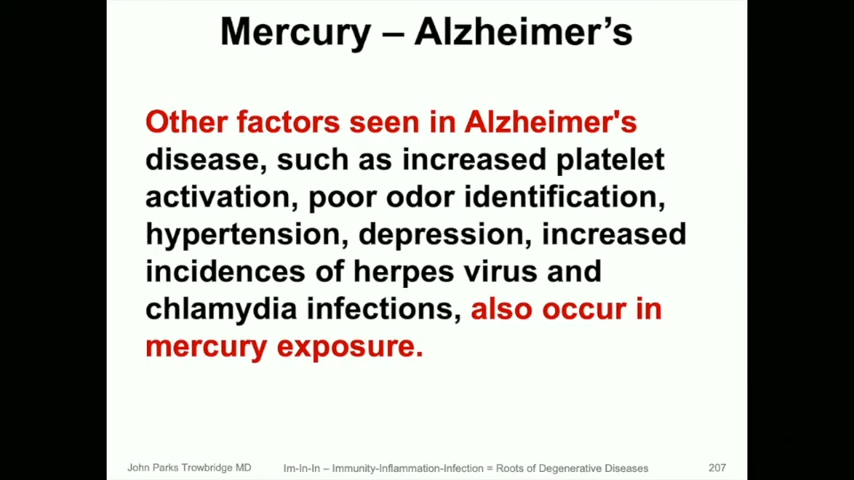 Mercury – Alzheimer’s
Other factors seen in Alzheimer's
disease, such as increased platelet
activation, poor odor identification,
hypertension, depression, increased
incidences of herpes virus and
chlamydia infections, also occur in
mercury exposure.
John Parks Trowbridge MD Im-In-In – Immunity-Inflammation-Infection = Roots of Degenerative Diseases 207